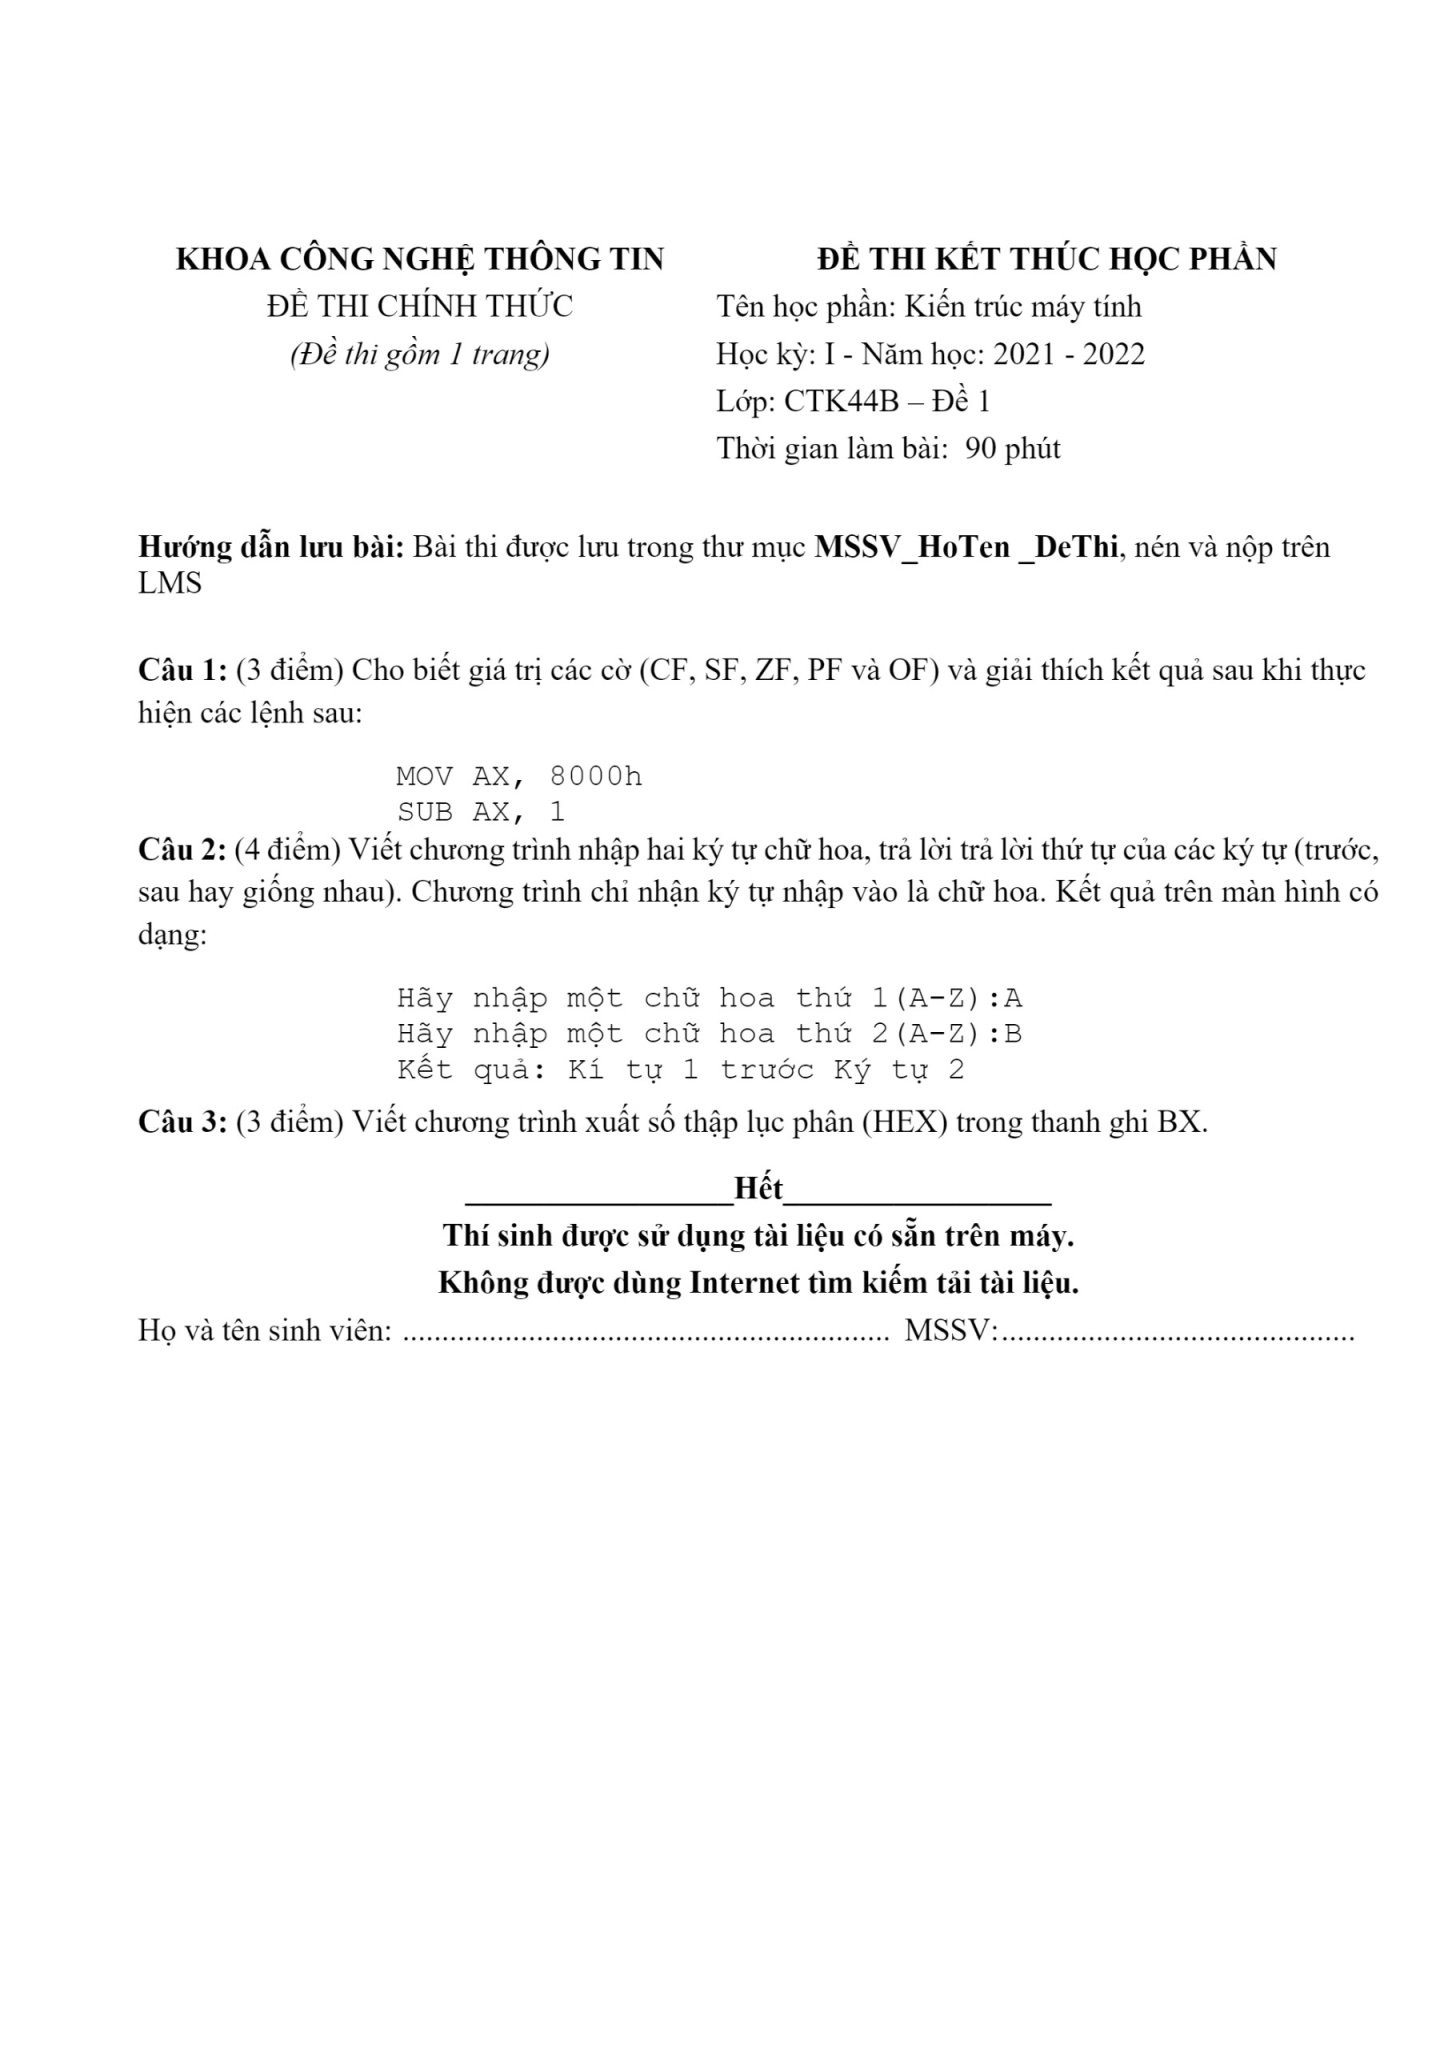 KHOA CÔNG NGHỆ THÔNG TIN
ĐỀ THI CHÍNH THỨC
(Đề thi gồm 1 trang)
ĐỀ THI KẾT THÚC HỌC PHẦN
Tên học phần: Kiến trúc máy tính
Học kỳ: I - Năm học: 2021 - 2022
Lớp: CTK44B – Đề 1
Thời gian làm bài:  90 phút
Hướng dẫn lưu bài: Bài thi được lưu trong thư mục MSSV_HoTen _DeThi, nén và nộp trên
LMS
Câu 1: (3 điểm) Cho biết giá trị các cờ (CF, SF, ZF, PF và OF) và giải thích kết quả sau khi thực
hiện các lệnh sau:
MOV AX, 8000h
SUB AX, 1
Câu 2: (4 điểm) Viết chương trình nhập hai ký tự chữ hoa, trả lời trả lời thứ tự của các ký tự (trước,
sau hay giống nhau). Chương trình chỉ nhận ký tự nhập vào là chữ hoa. Kết quả trên màn hình có
dạng:
Hãy nhập một chữ hoa thứ 1(A-Z):A
Hãy nhập một chữ hoa thứ 2(A-Z):B
Kết quả: Kí tự 1 trước Ký tự 2
Câu 3: (3 điểm) Viết chương trình xuất số thập lục phân (HEX) trong thanh ghi BX.
_________________Hết_________________
Thí sinh được sử dụng tài liệu có sẵn trên máy.
Không được dùng Internet tìm kiếm tải tài liệu.
Họ và tên sinh viên: .............................................................. MSSV:.............................................